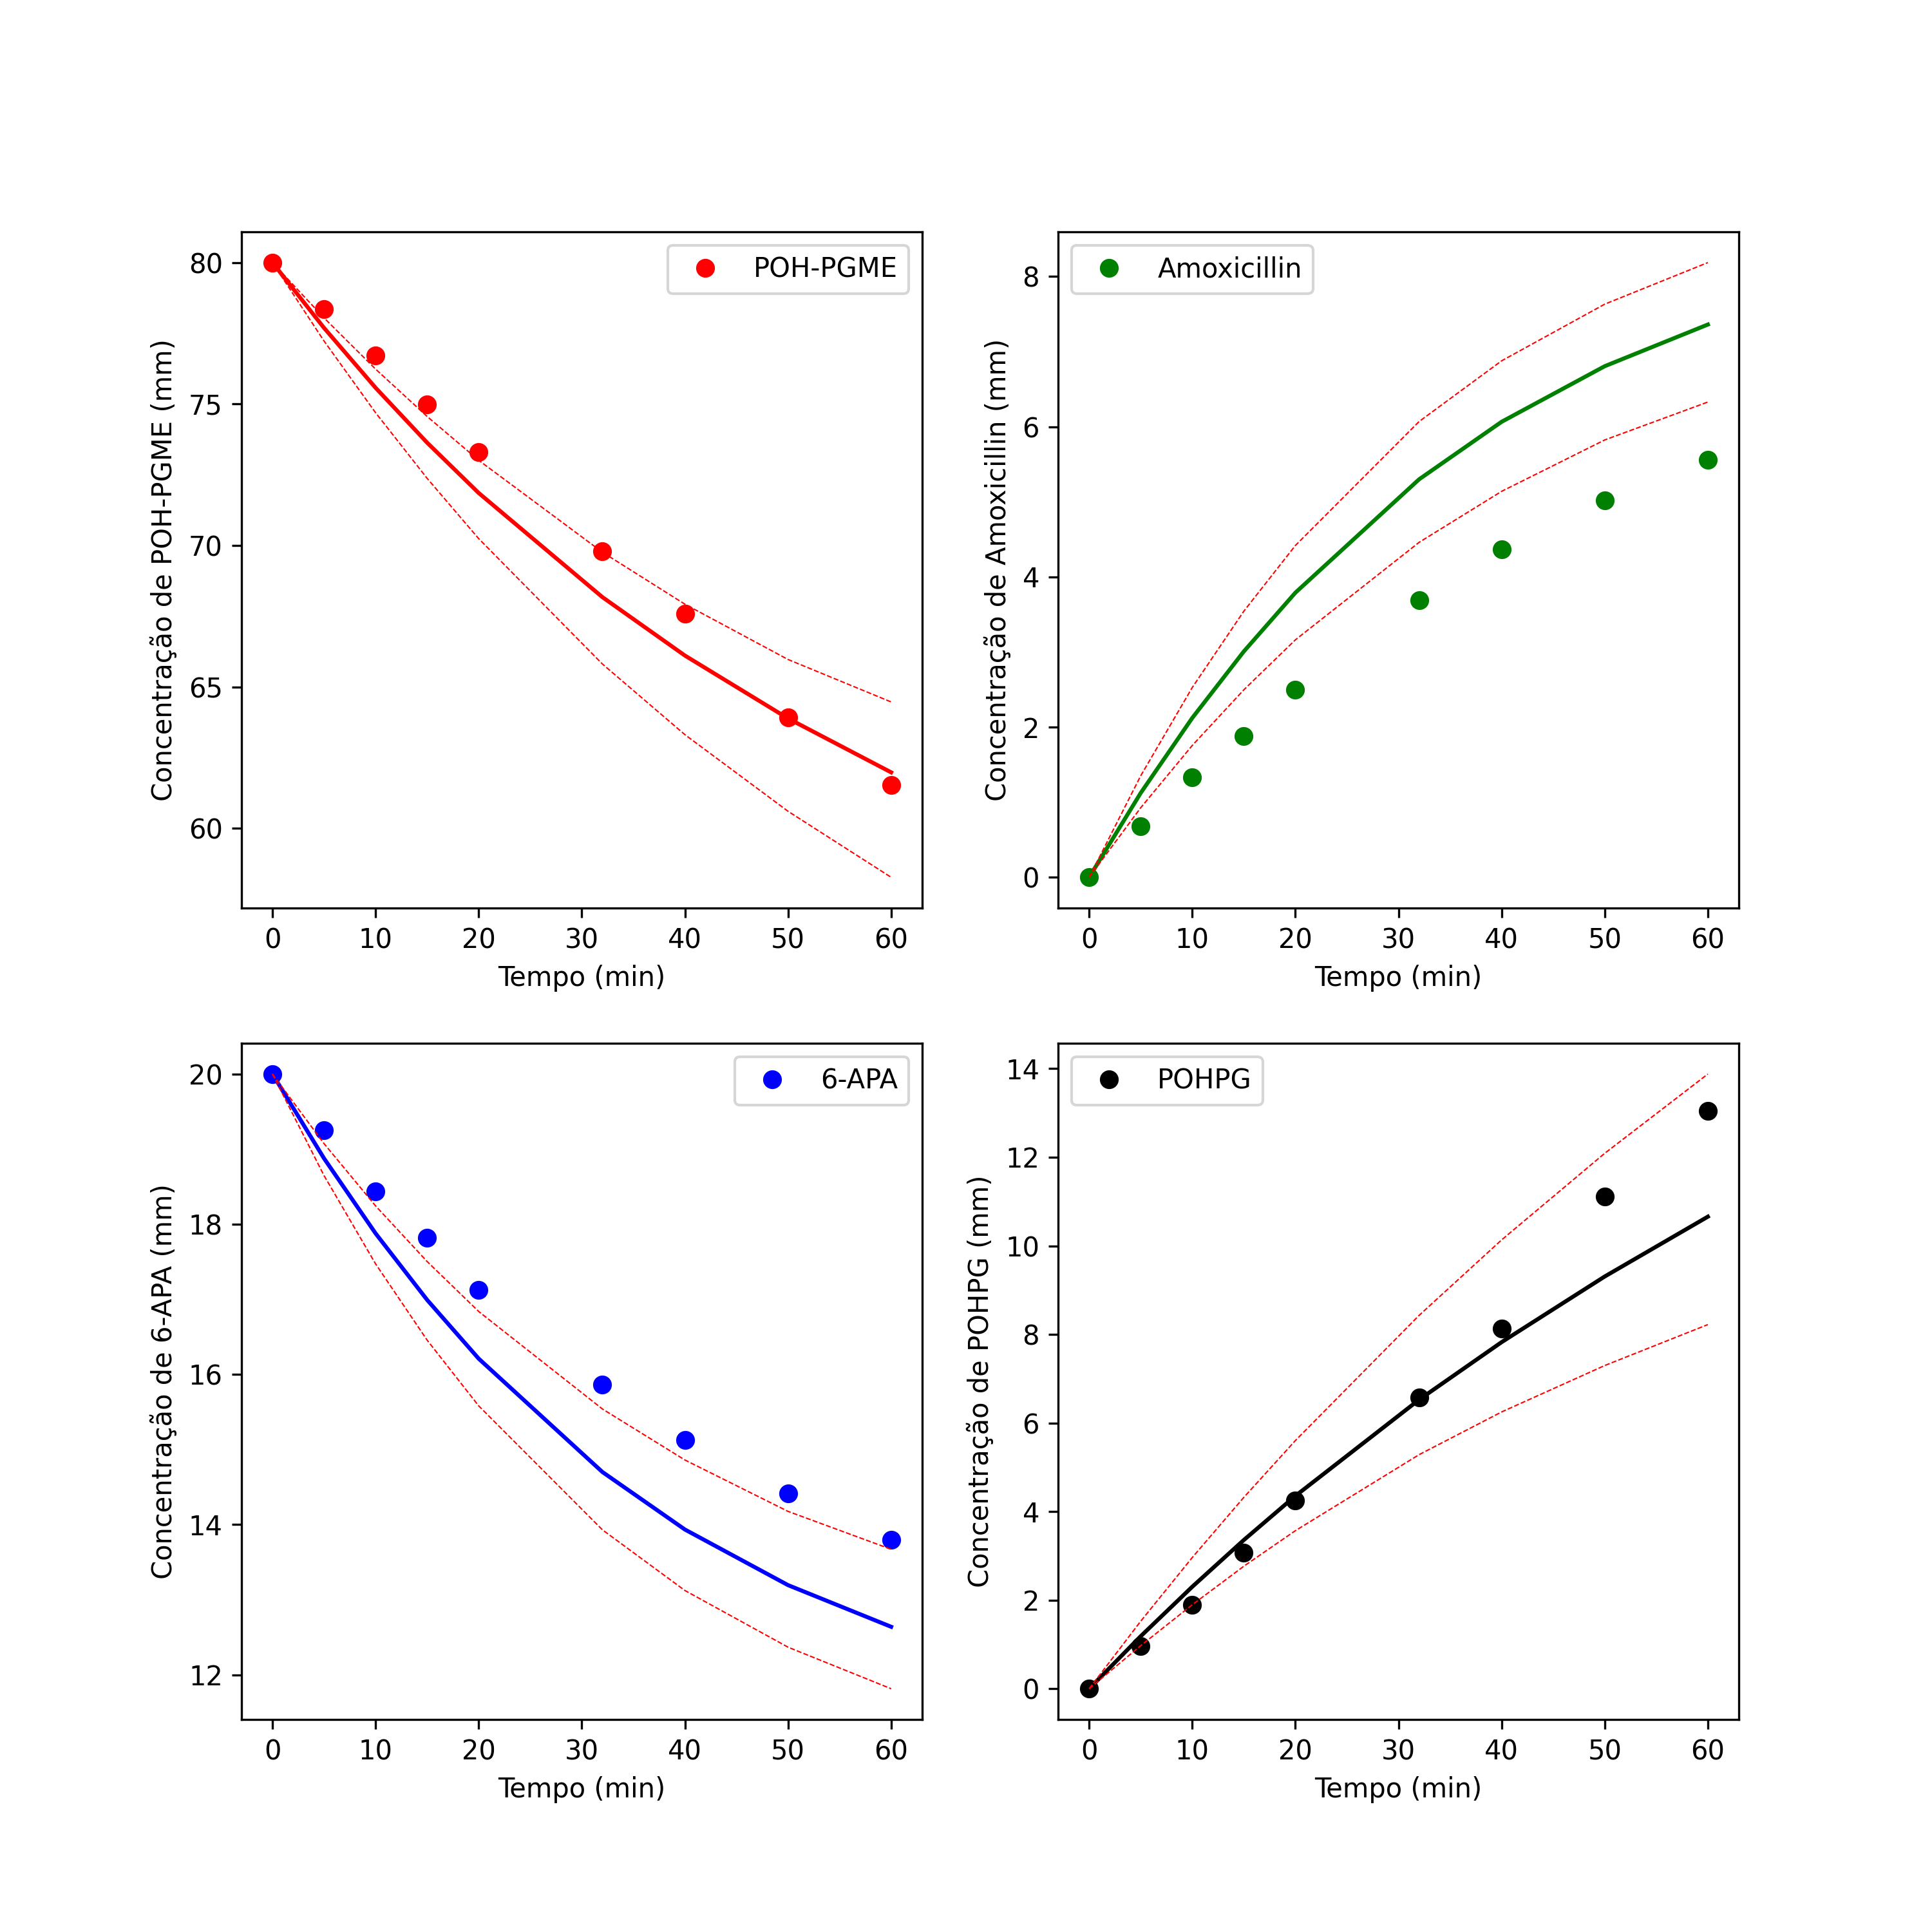 POH-PGME
Concentração de POH-PGME (mm)
80
75
70
65
60
0 10 20 30 40 50 60
Tempo (min)
Amoxicillin
Concentração de Amoxicillin (mm)
8
6
4
2
0
0 10 20 30 40 50 60
Tempo (min)
6-APA
Concentração de 6-APA (mm)
20
18
16
14
12
0 10 20 30 40 50 60
Tempo (min)
POHPG
Concentração de POHPG (mm)
14
12
10
8
6
4
2
0
0 10 20 30 40 50 60
Tempo (min)